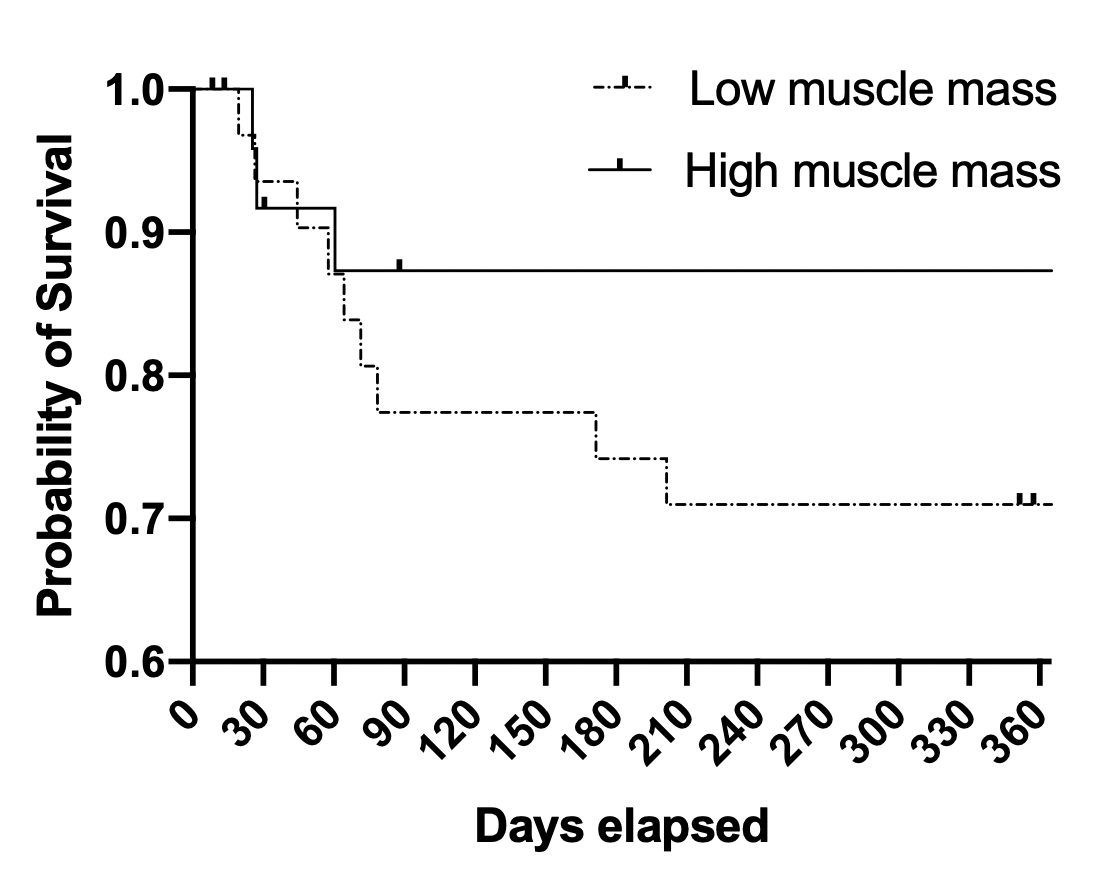 Low muscle mass
High muscle mass
Probability of Survival
1.0
0.9
0.8
0.7
0.6
0 30 60 90 120 150 180 210 240 270 300 330 360
Days elapsed